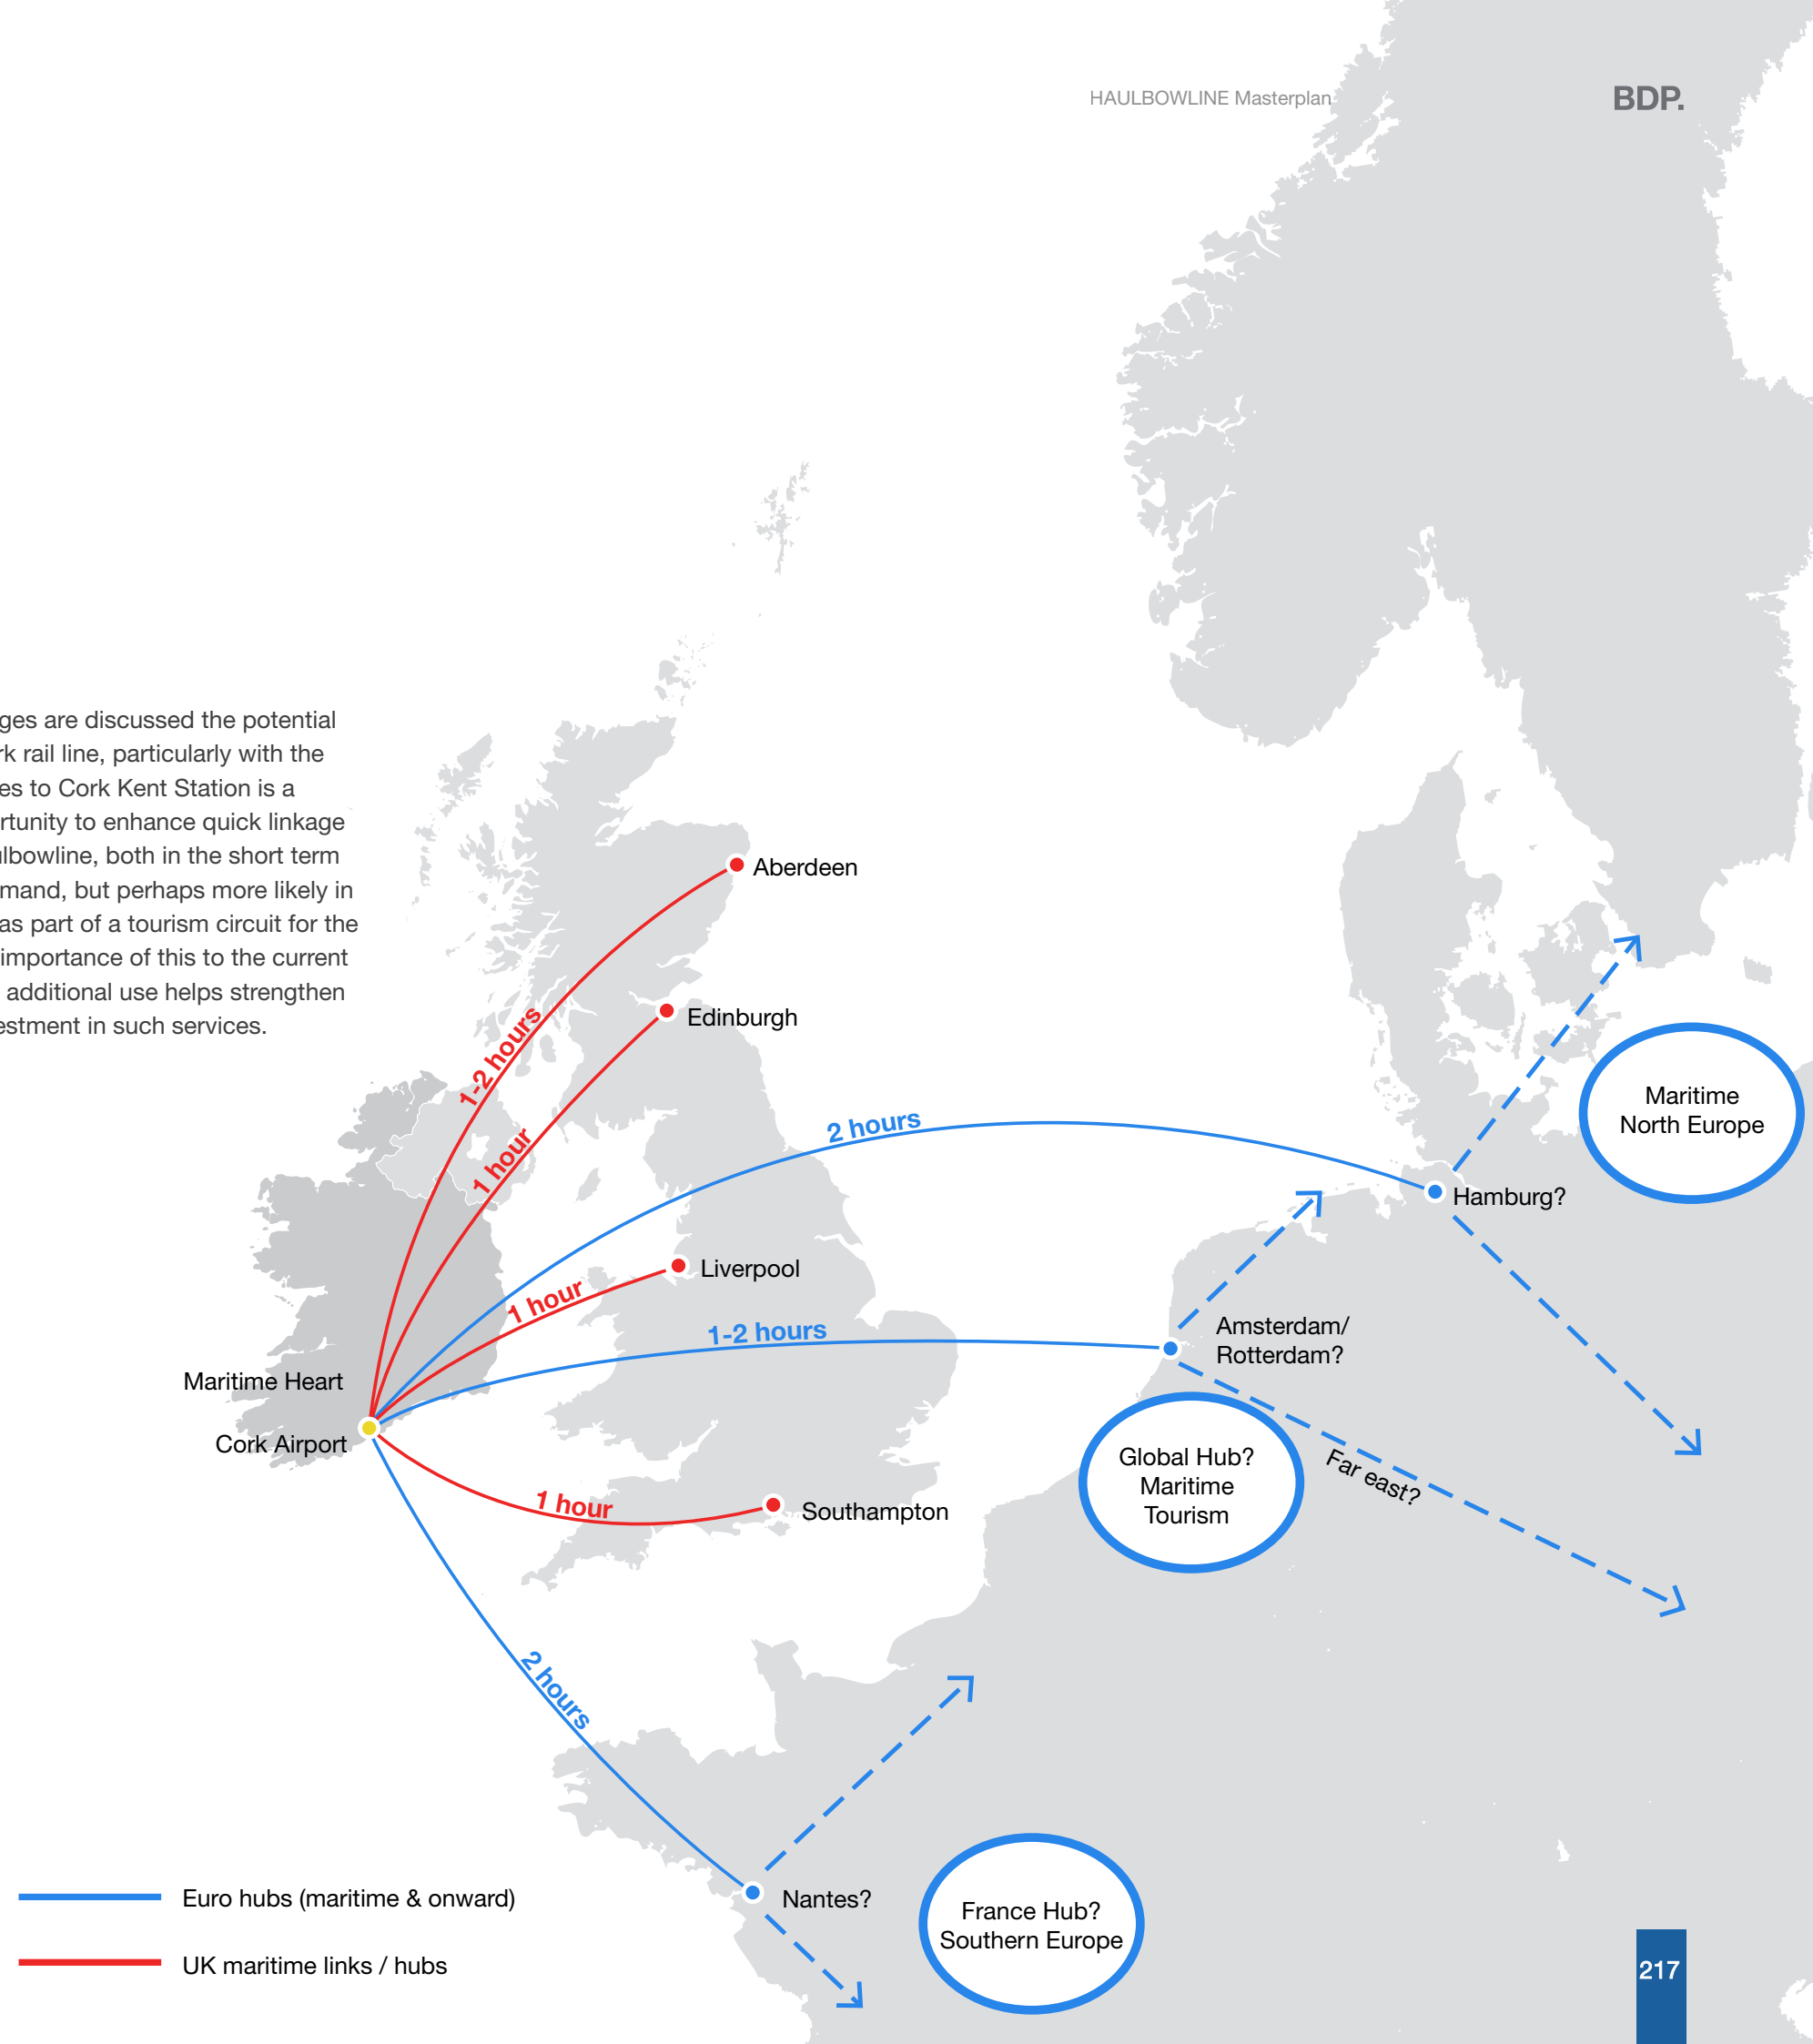 HAULBOWLINE Masterplan
BDP.
ges are discussed the potential
rk rail line, particularly with the
es to Cork Kent Station is a
rtunity to enhance quick linkage
lbowline, both in the short term
mand, but perhaps more likely in
as part of a tourism circuit for the
importance of this to the current
additional use helps strengthen
estment in such services.
Aberdeen
Edinburgh
1-2 hours
1 hour
2 hours
Maritime
North Europe
Hamburg?
Liverpool
1 hour
1-2 hours
Amsterdam/
Rotterdam?
Maritime Heart
Cork Airport
Global Hub?
Maritime
Tourism
Far east?
1 hour
Southampton
2 hours
Nantes?
France Hub?
Southern Europe
Euro hubs (maritime & onward)
UK maritime links / hubs
217